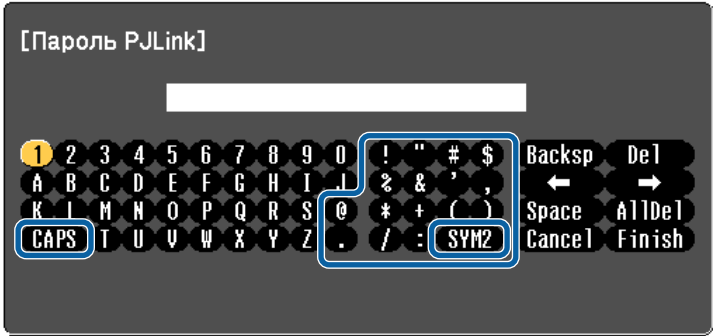 [Пароль PJLink]
1 2 3 4 5 6 7 8 9 0 ! " # $ Backsp Del
A B C D E F G H I J % & ' , ← →
K L M N O P Q R S @ * + ( ) Space AllDel
CAPS T U V W X Y Z . / : SYM2 Cancel Finish